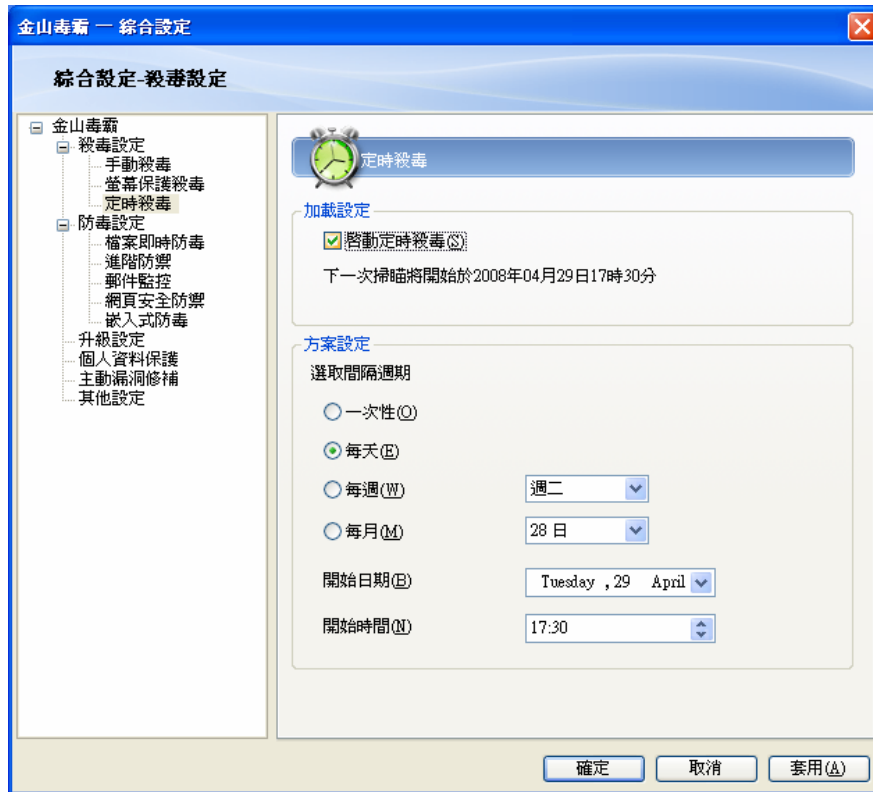 金山毒霸 — 綜合設定
綜合設定-殺毒設定
金山毒霸
殺毒設定
手動殺毒
螢幕保護殺毒
定時殺毒
防毒設定
檔案即時防毒
進階防禦
郵件監控
網頁安全防禦
嵌入式防毒
升級設定
個人資料保護
主動漏洞修補
其他設定
定時殺毒
加載設定
啓動定時殺毒(S)
下一次掃瞄將開始於2008年04月29日17時30分
方案設定
選取間隔週期
一次性(O)
每天(E)
每週(W) 週二
每月(M) 28 日
開始日期(B) Tuesday ,29 April
開始時間(N) 17:30
確定 取消 套用(A)